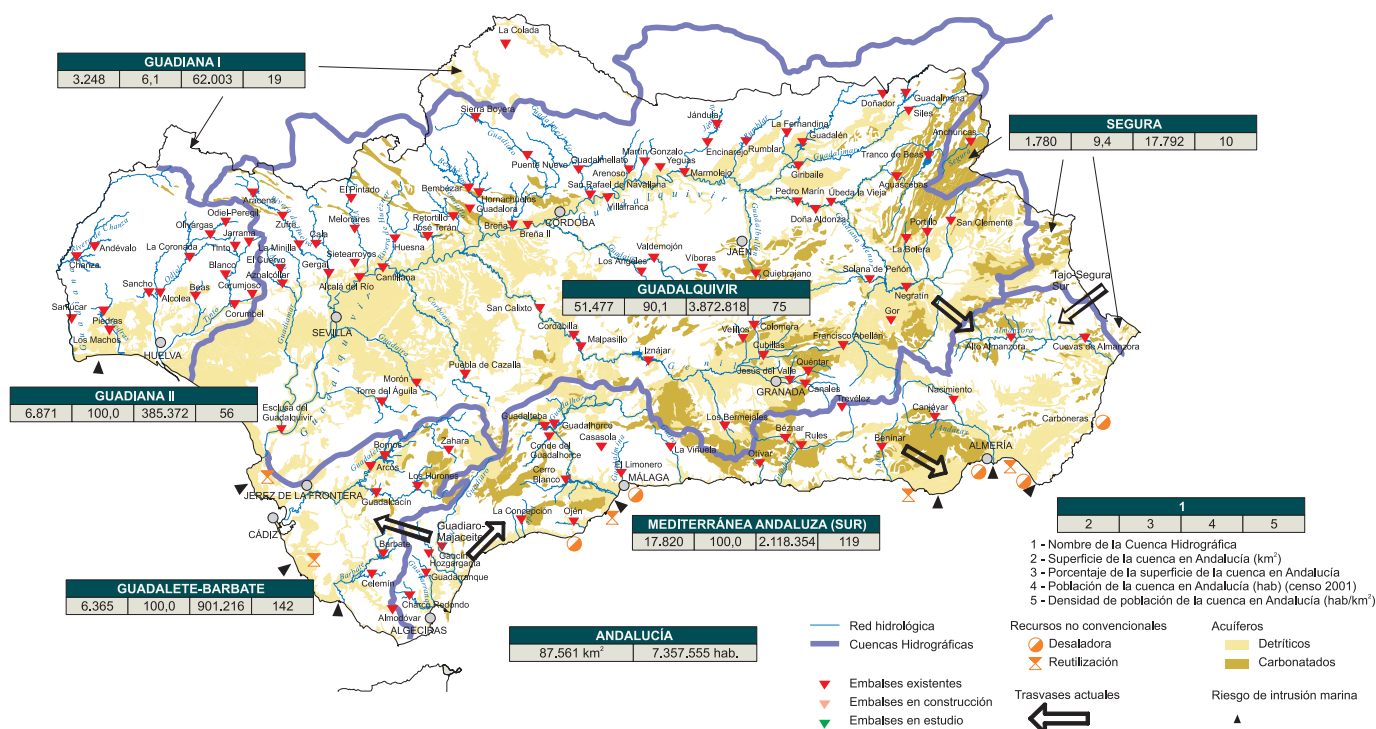 La Colada
GUADIANA I
3.248 6,1 62.003 19
Sierra Boyera
Doñador
Guadalmena
Siles
Jándula
La Fernandina
Guadalén
Rumblar
Encinarejo
Anchuricas
SEGURA
1.780 9,4 17.792 10
Puente Nuevo
Guadalmellato
Martín Gonzalo
Arenoso
Yeguas
Marmolejo
San Rafael de Navallana
Villafranca
Giribaile
Guadalimar
Tranco de Beas
Aguascebas
Segura
Pedro Marín
Úbeda la Vieja
Doña Aldonza
Portillo
San Clemente
La Bolera
El Pintado
Bembézar
Hornachuelos
Guadalora
Retortillo
José Terán
Breña
Breña II
CÓRDOBA
Aracena
Zufre
Melonares
Cala
Huesna
Odiel-Peregil
Olivargas
Jarrama
La Coronada
Tinto
La Minilla
El Cuervo
Gergal
Sietearroyos
Cantillana
Alcalá del Río
Aznalcóllar
Andévalo
Chanza
Blanco
Corumjoso
Corumbel
Sancho
Alcolea
Beas
Sanlúcar
Piedras
Los Machos
HUELVA
SEVILLA
Valdemojón
Los Angeles
Víboras
JAÉN
Quiebrajano
Solana de Peñón
Negratín
Tajo-Segura
Sur
GUADALQUIVIR
51.477 90,1 3.872.818 75
San Calixto
Cordobilla
Malpasillo
Iznájar
Genil
Velillos
Colomera
Cubillas
Francisco Abellán
Gor
Quéntar
Jesús del Valle
GRANADA
Canales
Almanzora
Alto Almanzora
Cuevas de Almanzora
Puebla de Cazalla
Morón
Torre del Águila
GUADIANA II
6.871 100,0 385.372 56
Esclusa del
Guadalquivir
Guadalquivir
Trevélez
Nacimiento
Canjáyar
Carboneras
Los Bermejales
Béznar
Rules
Otívar
Beninar
Andarax
ALMERÍA
Guadalteba
Guadalhorce
Conde del
Guadalhorce
Casasola
La Viñuela
El Limonero
Cerro
Blanco
MÁLAGA
Bornos
Zahara
Arcos
Los Hurones
Guadalcacín
JEREZ DE LA FRONTERA
CÁDIZ
La Concepción
Ojén
Guadiaro-
Majaceite
MEDITERRÁNEA ANDALUZA (SUR)
17.820 100,0 2.118.354 119
Barbate
Gaucín
Hozgarganta
Guadarranque
Celemín
Charco Redondo
Almodóvar
ALGECIRAS
GUADALETE-BARBATE
6.365 100,0 901.216 142
ANDALUCÍA
87.561 km² 7.357.555 hab.
1
2 3 4 5
1 - Nombre de la Cuenca Hidrográfica
2 - Superficie de la cuenca en Andalucía (km²)
3 - Porcentaje de la superficie de la cuenca en Andalucía
4 - Población de la cuenca en Andalucía (hab) (censo 2001)
5 - Densidad de población de la cuenca en Andalucía (hab/km²)
Red hidrológica
Cuencas Hidrográficas
Embalses existentes
Embalses en construcción
Embalses en estudio
Recursos no convencionales
Desaladora
Reutilización
Trasvases actuales
Acuíferos
Detríticos
Carbonatados
Riesgo de intrusión marina